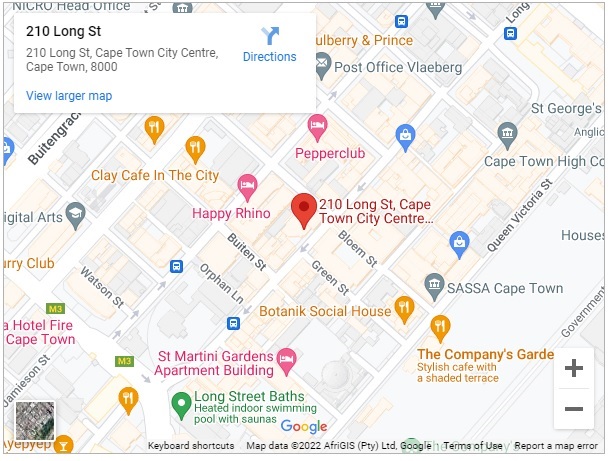 NICRO Head Office
210 Long St
210 Long St, Cape Town City Centre,
Cape Town, 8000
Directions
View larger map
Long
ulberry & Prince
Post Office Vlaeberg
St George's
Anglic
Buitengrach
Pepperclub
Cape Town High Co
Clay Cafe In The City
Happy Rhino
210 Long St, Cape
Town City Centre...
Queen Victoria St
igital Arts
Buiten St
Bloem St
Houses
urry Club
Watson St
Orphan Ln
Green St
SASSA Cape Town
M3
Botanik Social House
Government
a Hotel Fire
Cape Town
M3
St Martini Gardens
Apartment Building
The Company's Garde
Stylish cafe with
a shaded terrace
Jamieson St
Long Street Baths
Heated indoor swimming
pool with saunas
Google
Ayepyep
The Company's
Keyboard shortcuts
Map data ©2022 AfriGIS (Pty) Ltd, Google
Terms of Use
Report a map error